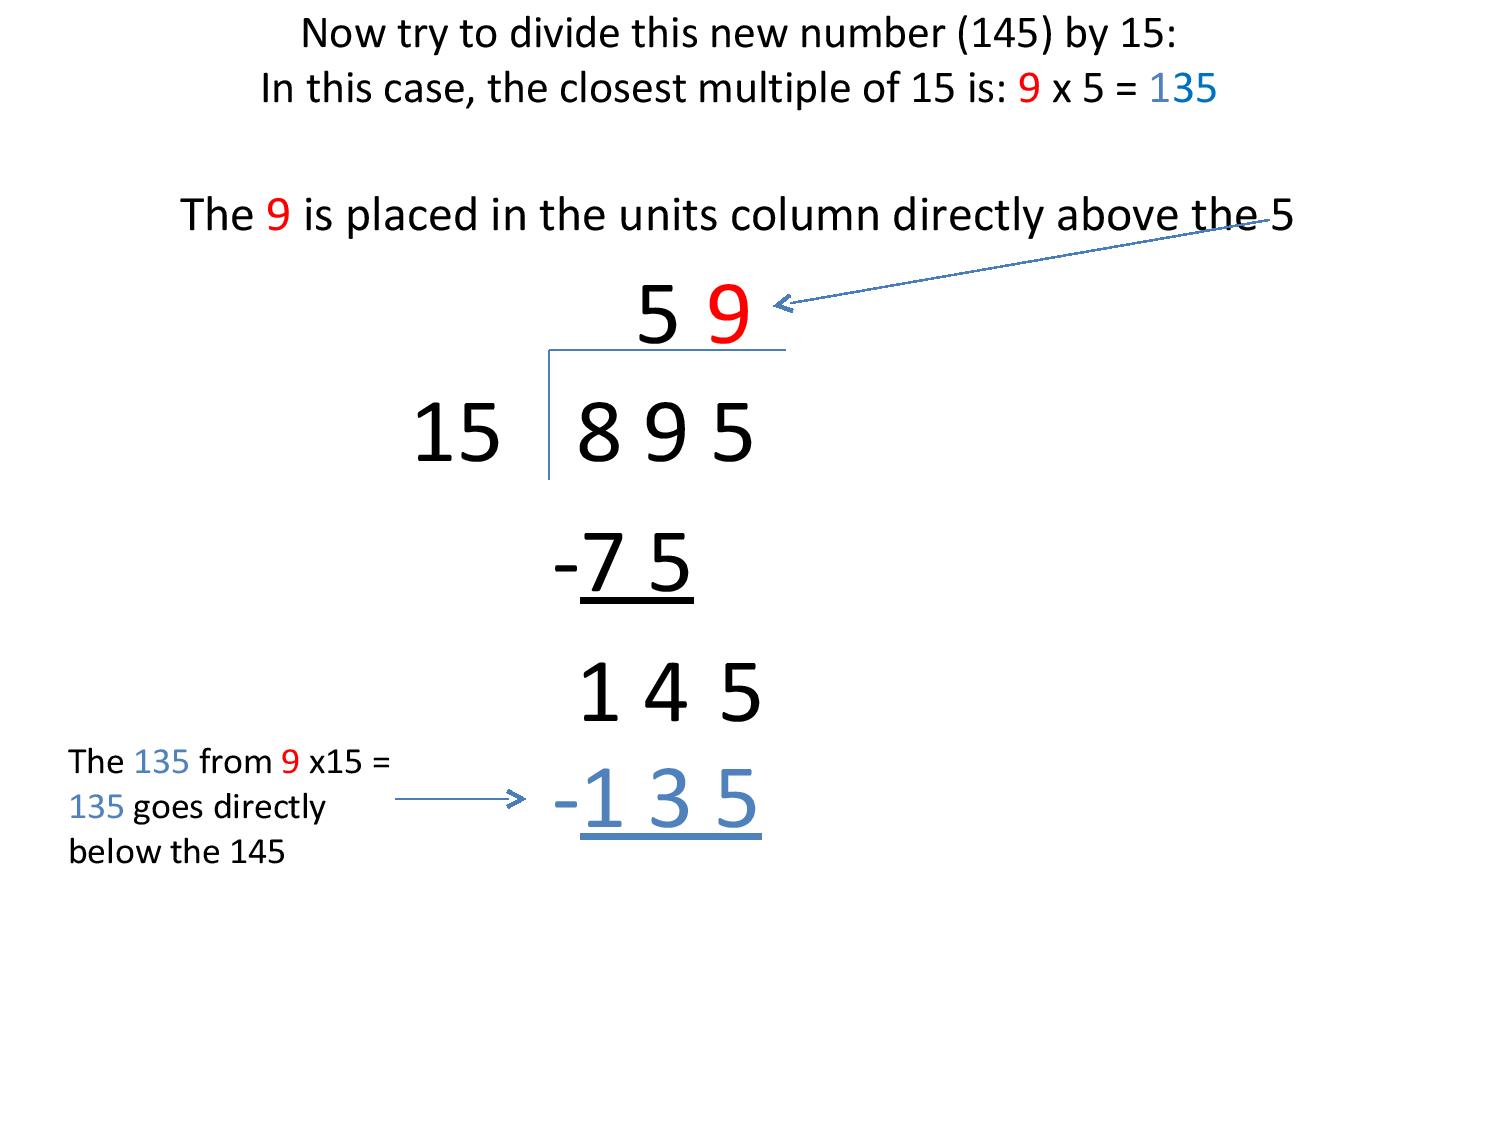 Now try to divide this new number (145) by 15:
In this case, the closest multiple of 15 is: 9 x 5 = 135
The 9 is placed in the units column directly above the 5
5 9
15 8 9 5
-7 5
1 4 5
The 135 from 9 x15 =
135 goes directly
below the 145
-1 3 5